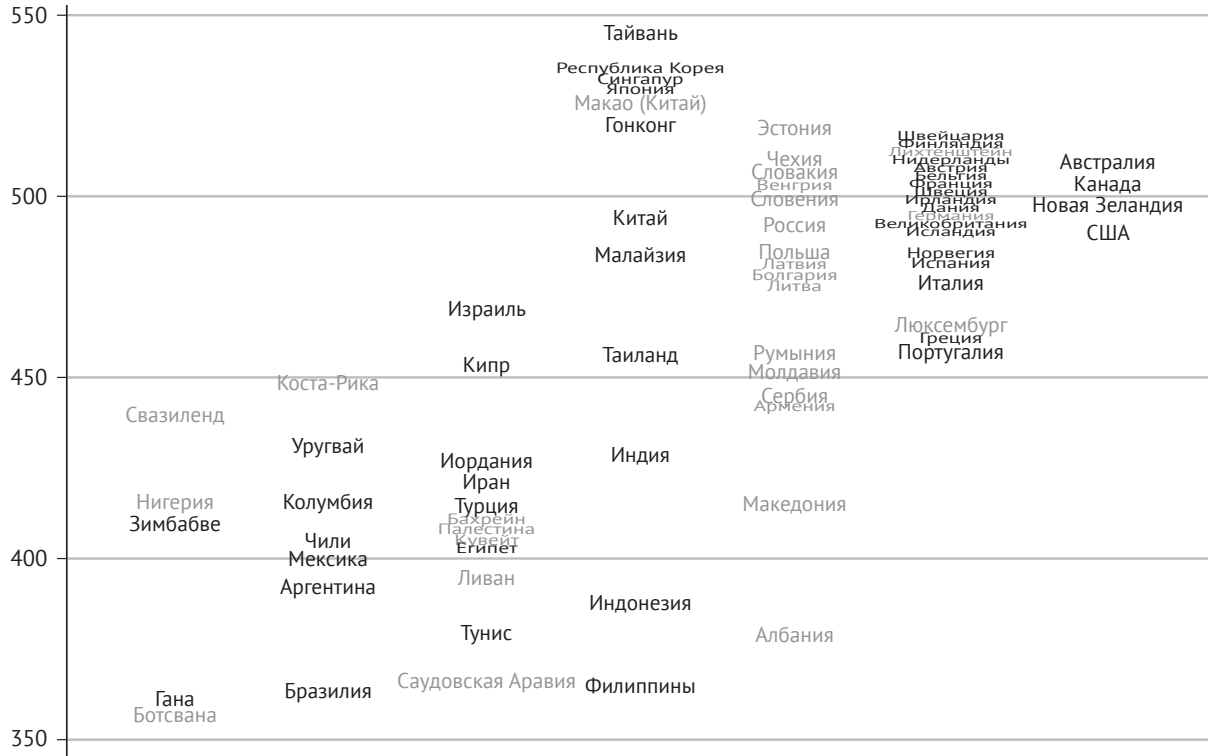 550
500
450
400
350
Свазиленд
Нигерия
Зимбабве
Гана
Ботсвана
Коста-Рика
Уругвай
Колумбия
Чили
Мексика
Аргентина
Бразилия
Израиль
Кипр
Иордания
Иран
Турция
Бахрейн
Палестина
Кувейт
Египет
Ливан
Тунис
Саудовская Аравия
Тайвань
Республика Корея
Сингапур
Япония
Макао (Китай)
Гонконг
Китай
Малайзия
Таиланд
Индия
Индонезия
Филиппины
Эстония
Чехия
Словакия
Венгрия
Словения
Россия
Польша
Латвия
Болгария
Литва
Румыния
Молдавия
Сербия
Армения
Македония
Албания
Швейцария
Финляндия
Лихтенштейн
Нидерланды
Австрия
Бельгия
Франция
Швеция
Ирландия
Дания
Германия
Великобритания
Исландия
Норвегия
Испания
Италия
Люксембург
Греция
Португалия
Австралия
Канада
Новая Зеландия
США